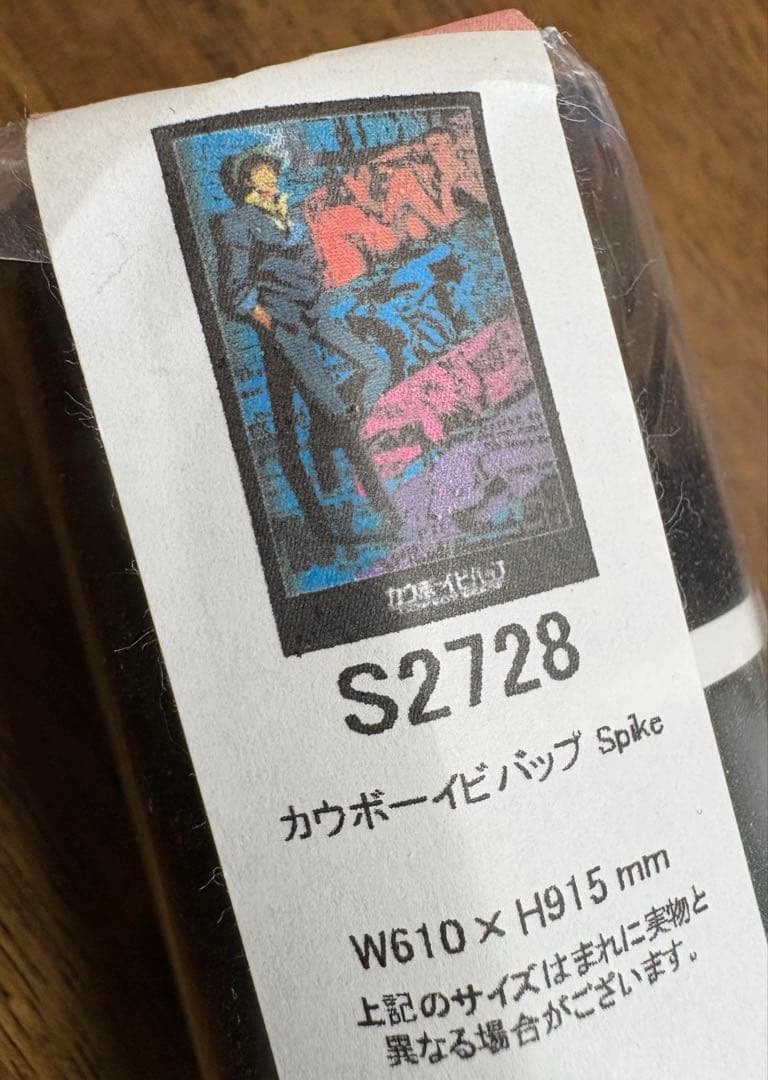 カウボーイビバップ
S2728
カウボーイビバップ Spike
W610 × H915 mm
上記のサイズはまれに実物と
異なる場合がございます。